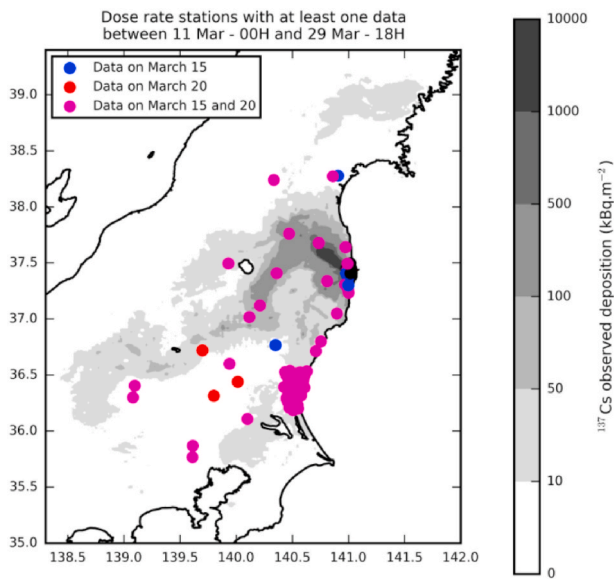 Dose rate stations with at least one data
between 11 Mar - 00H and 29 Mar - 18H
Data on March 15
Data on March 20
Data on March 15 and 20
39.0
38.5
38.0
37.5
37.0
36.5
36.0
35.5
35.0
138.5 139.0 139.5 140.0 140.5 141.0 141.5 142.0
10000
1000
500
100
50
10
0
¹³⁷Cs observed deposition (kBq.m⁻²)